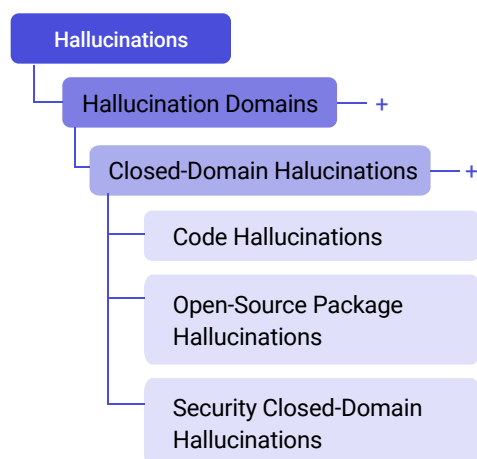 Hallucinations
Hallucination Domains
+
Closed-Domain Halucinations
+
Code Hallucinations
Open-Source Package
Hallucinations
Security Closed-Domain
Hallucinations